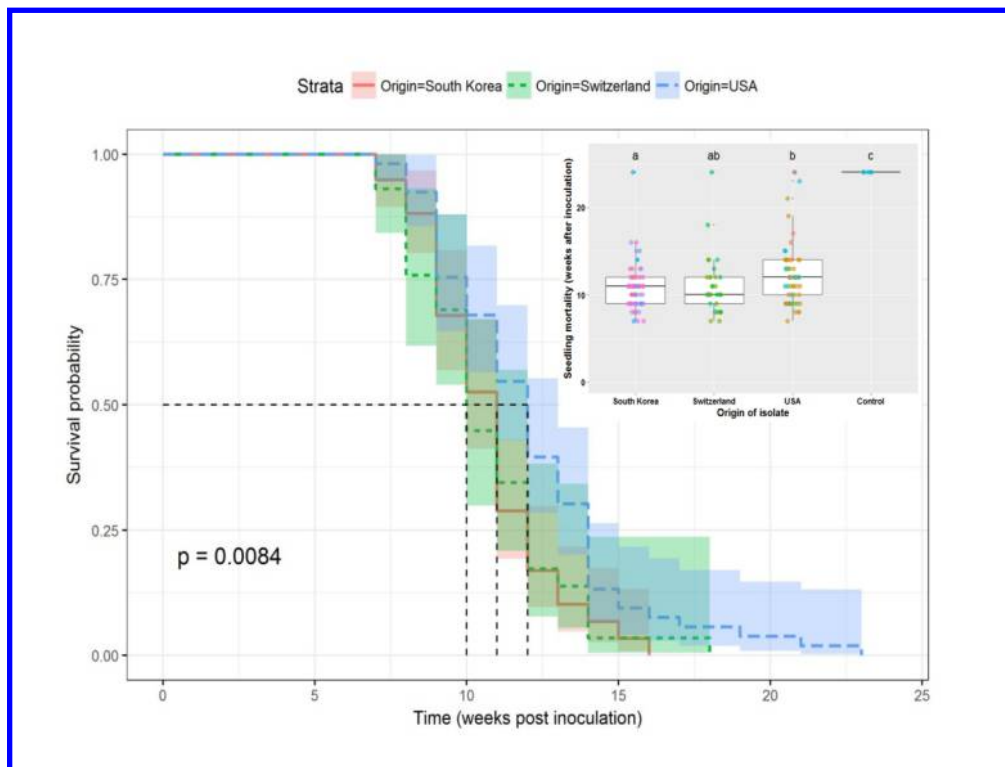 Strata Origin=South Korea Origin=Switzerland Origin=USA
1.00
0.75
0.50
0.25
0.00
Survival probability
p = 0.0084
0 5 10 15 20 25
Time (weeks post inoculation)
a ab b c
20
10
0
Seedling mortality (weeks after inoculation)
South Korea Switzerland USA Control
Origin of isolate